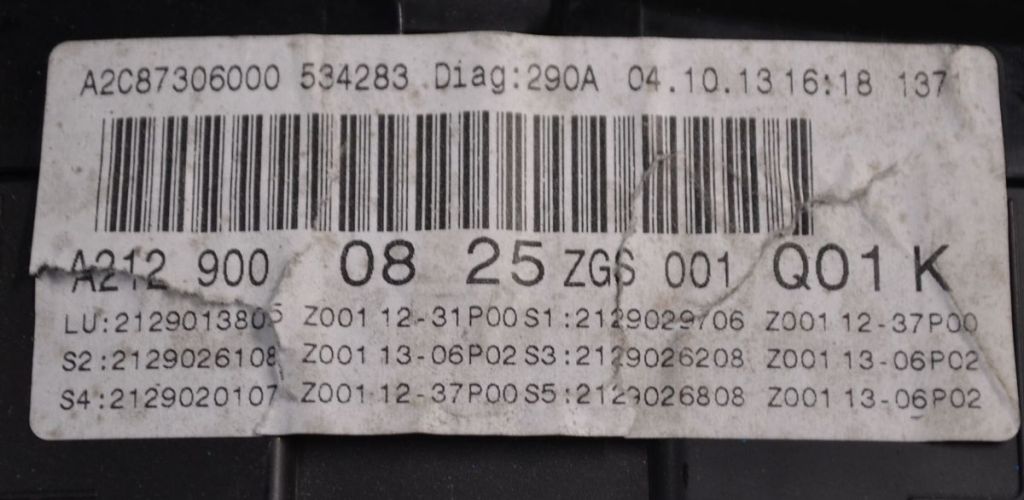 A2C87306000 534283 Diag:290A 04.10.13 16:18 137
A212 900 08 25 ZGS 001 Q01 K
LU:2129013805 Z001 12-31P00 S1:2129029706 Z001 12-37P00
S2:2129026108 Z001 13-06P02 S3:2129026208 Z001 13-06P02
S4:2129020107 Z001 12-37P00 S5:2129026808 Z001 13-06P02